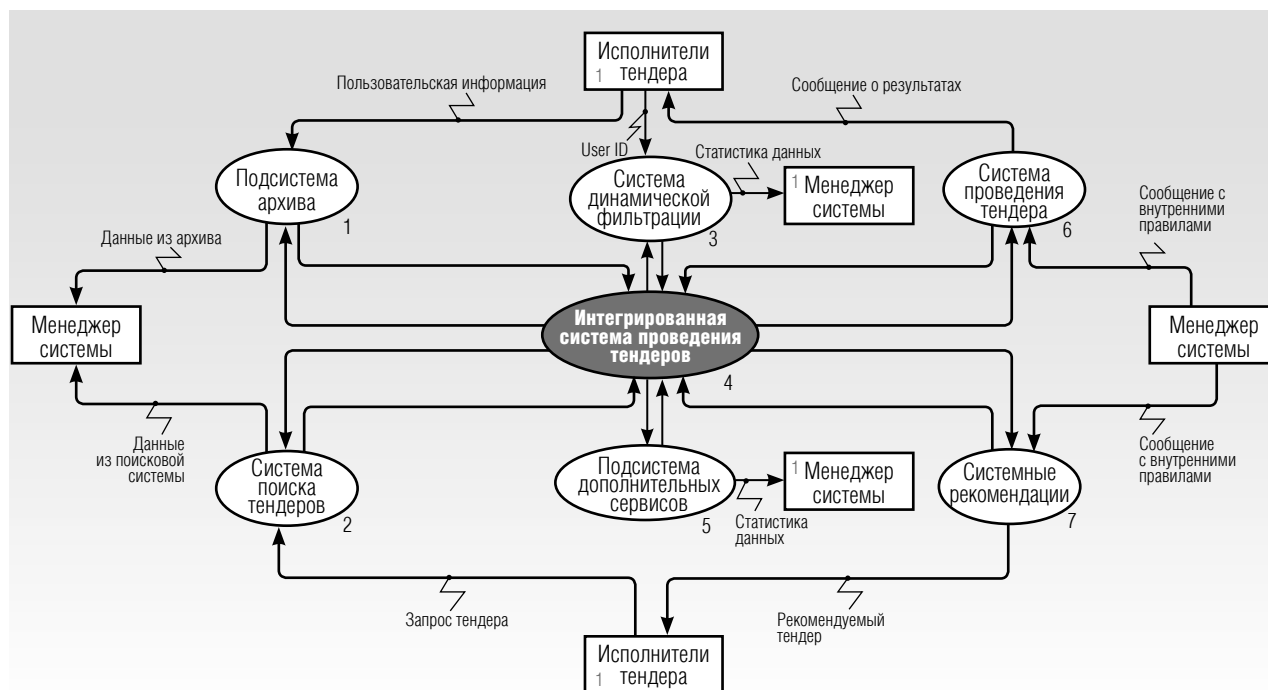 Исполнители
тендера
1
Пользовательская информация
Сообщение о результатах
User ID
Статистика данных
Подсистема
архива
1
Система
динамической
фильтрации
3
1 Менеджер
системы
Система
проведения
тендера
6
Сообщение с
внутренними
правилами
Данные из архива
Менеджер
системы
Интегрированная
система проведения
тендеров
4
Менеджер
системы
Данные
из поисковой
системы
Система
поиска
тендеров
2
Подсистема
дополнительных
сервисов
5
1 Менеджер
системы
Статистика
данных
Системные
рекомендации
7
Сообщение
с внутренними
правилами
Запрос тендера
Рекомендуемый
тендер
Исполнители
тендера
1